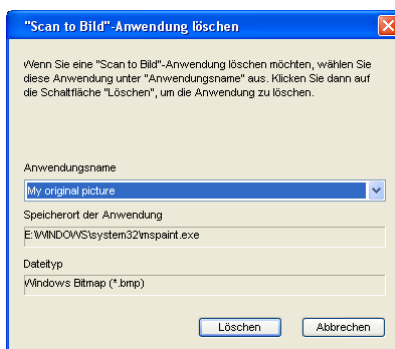 "Scan to Bild"-Anwendung löschen
Wenn Sie eine "Scan to Bild"-Anwendung löschen möchten, wählen Sie
diese Anwendung unter "Anwendungsname" aus. Klicken Sie dann auf
die Schaltfläche "Löschen", um die Anwendung zu löschen.
Anwendungsname
My original picture
Speicherort der Anwendung
E:\WINDOWS\system32\mspaint.exe
Dateityp
Windows Bitmap (*.bmp)
Löschen Abbrechen